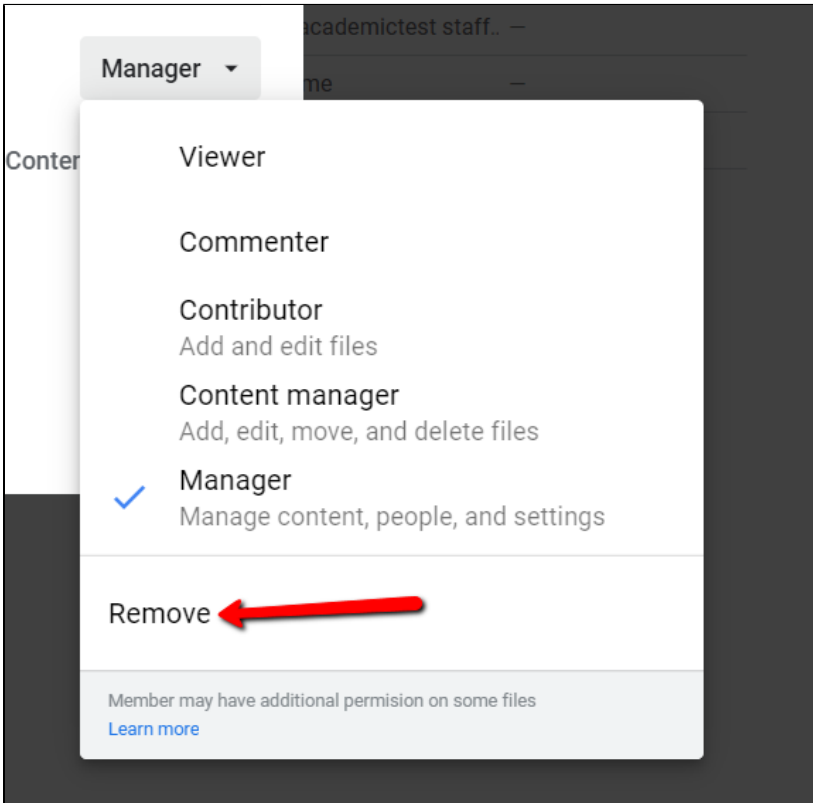 academictest staff.. —
Manager
me —
Conten
Viewer
Commenter
Contributor
Add and edit files
Content manager
Add, edit, move, and delete files
Manager
Manage content, people, and settings
Remove
Member may have additional permision on some files
Learn more